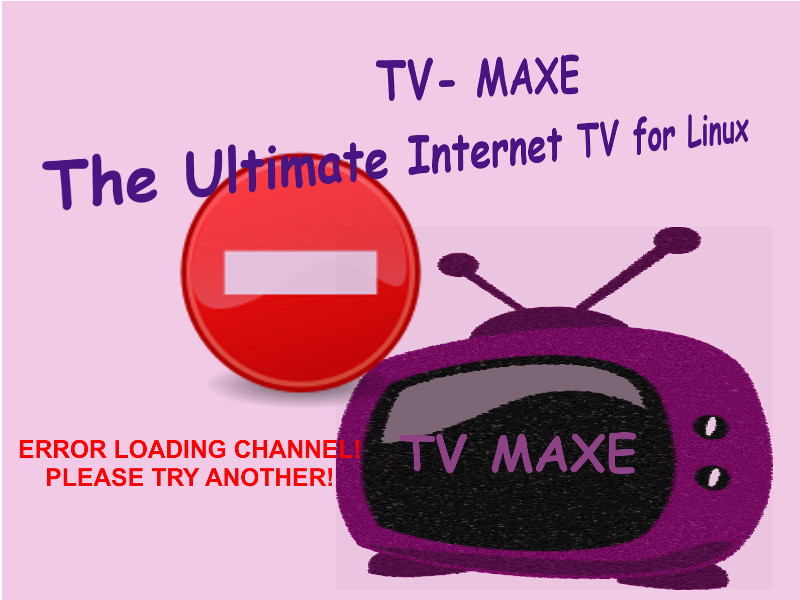 TV- MAXE
The Ultimate Internet TV for Linux
ERROR LOADING CHANNEL!
PLEASE TRY ANOTHER!
TV MAXE